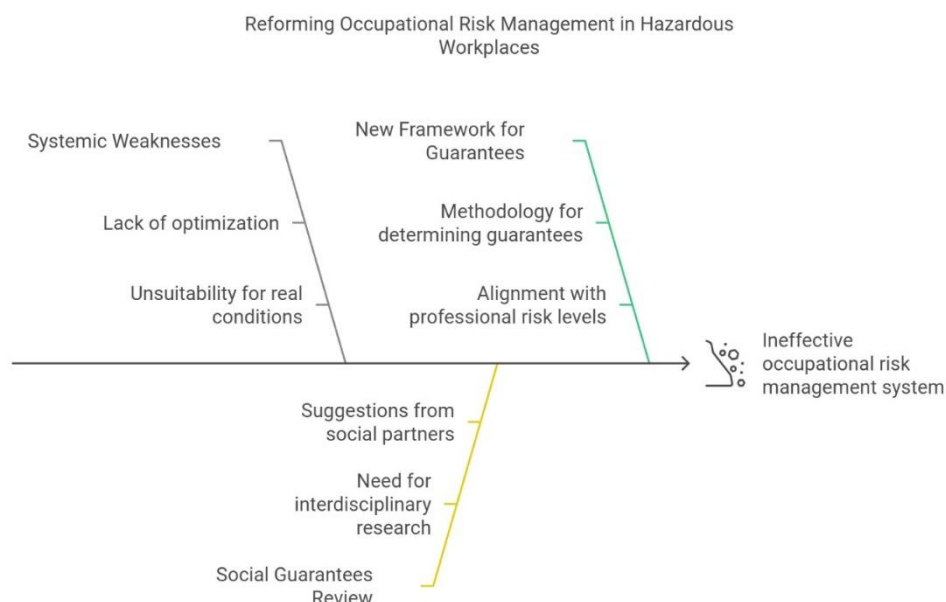 Reforming Occupational Risk Management in Hazardous
Workplaces
Systemic Weaknesses
Lack of optimization
Unsuitability for real
conditions
New Framework for
Guarantees
Methodology for
determining guarantees
Alignment with
professional risk levels
Ineffective
occupational risk
management system
Suggestions from
social partners
Need for
interdisciplinary
research
Social Guarantees
Review